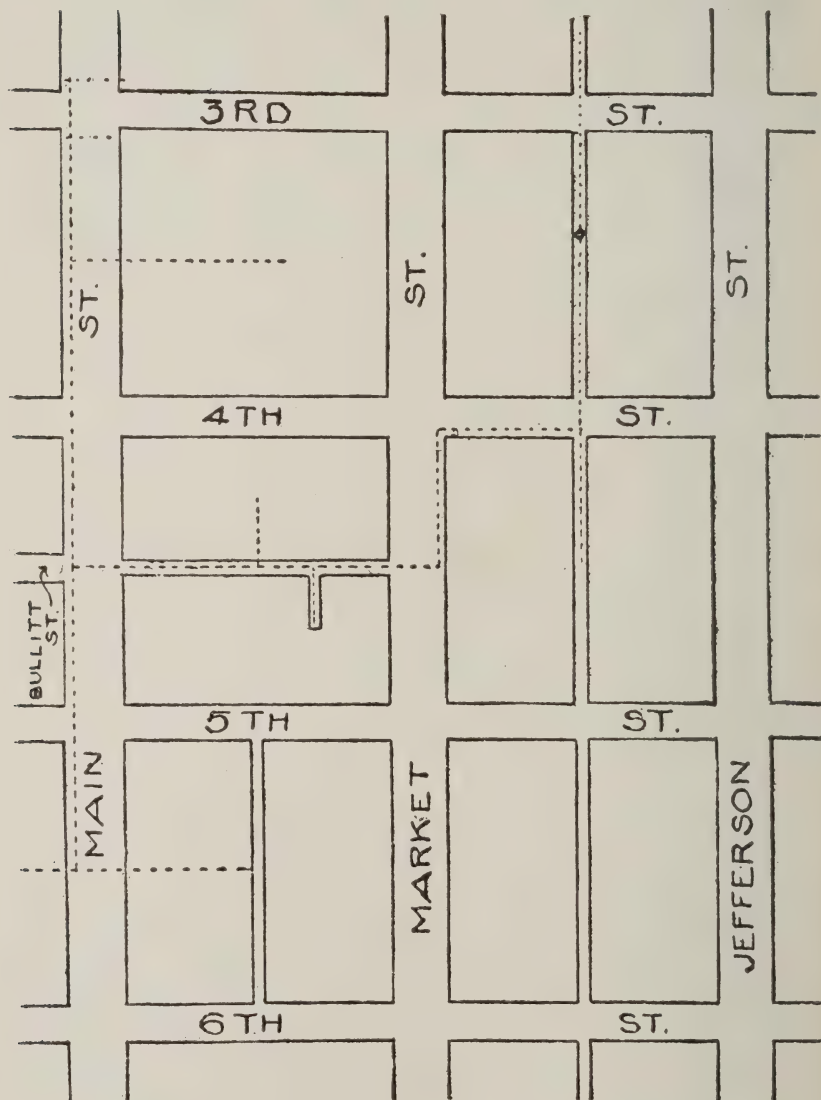 3RD ST.
ST.
ST.
ST.
4TH ST.
BULLITT
ST.
5TH ST.
MAIN
MARKET
JEFFERSON
6TH ST.